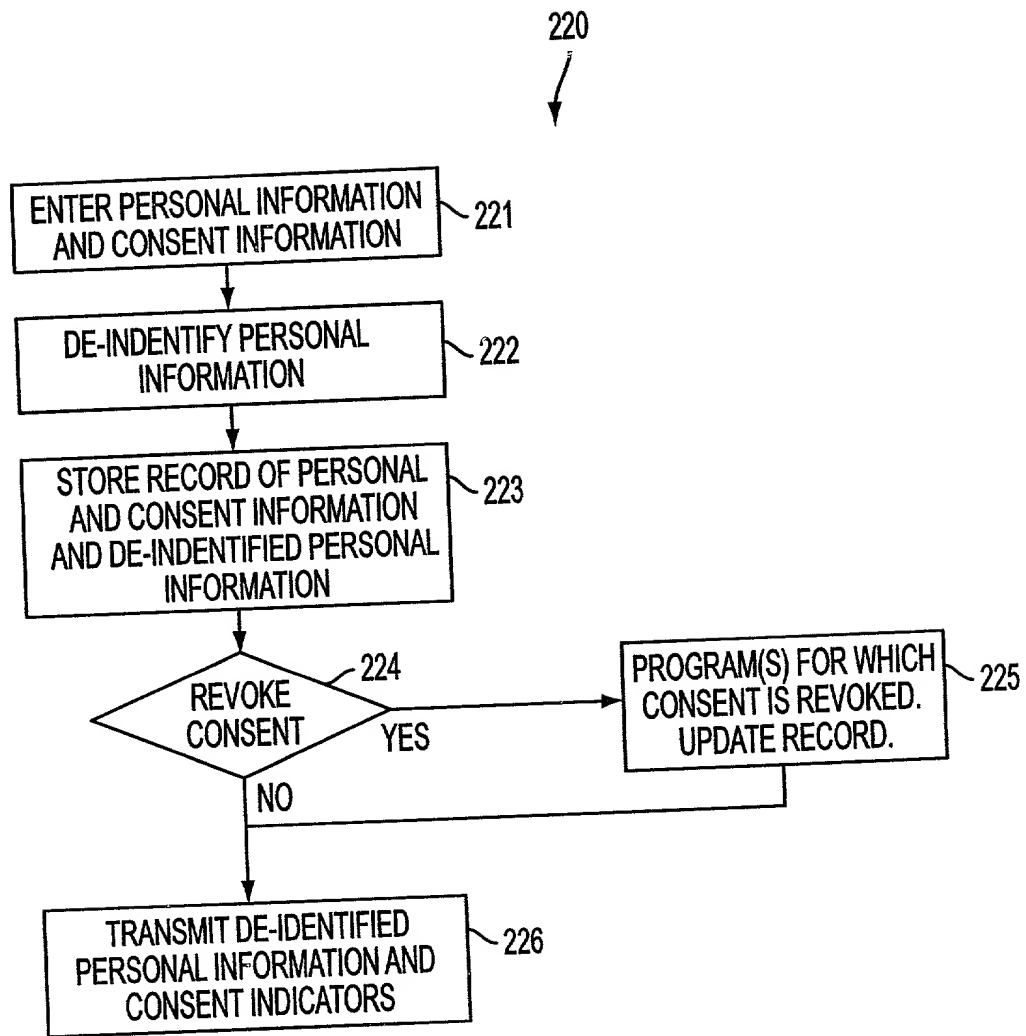 220
ENTER PERSONAL INFORMATION
AND CONSENT INFORMATION
221
DE-INDENTIFY PERSONAL
INFORMATION
222
STORE RECORD OF PERSONAL
AND CONSENT INFORMATION
AND DE-INDENTIFIED PERSONAL
INFORMATION
223
REVOKE
CONSENT
224
YES
NO
PROGRAM(S) FOR WHICH
CONSENT IS REVOKED.
UPDATE RECORD.
225
TRANSMIT DE-IDENTIFIED
PERSONAL INFORMATION AND
CONSENT INDICATORS
226